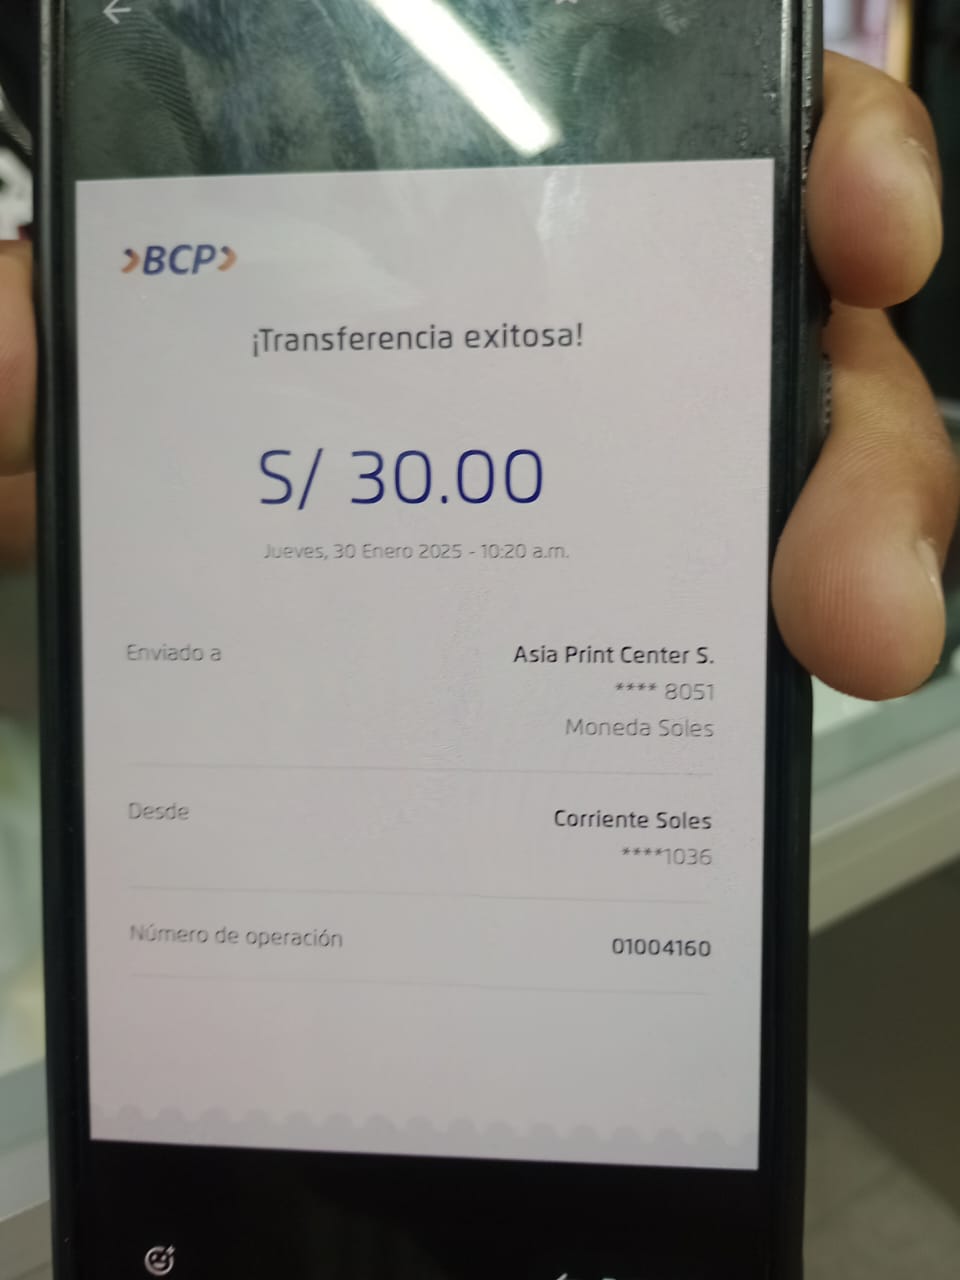 BCP
¡Transferencia exitosa!
S/ 30.00
Jueves, 30 Enero 2025 - 10:20 a.m.
Enviado a
Asia Print Center S.
**** 8051
Moneda Soles
Desde
Corriente Soles
****1036
Número de operación
01004160